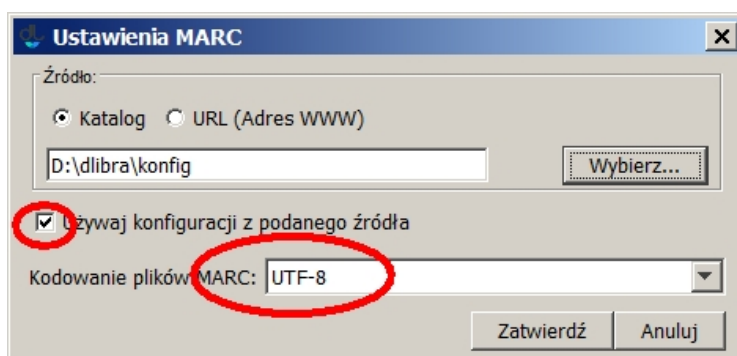 Ustawienia MARC
Źródło:
Katalog URL (Adres WWW)
D:\dlibra\konfig Wybierz...
Używaj konfiguracji z podanego źródła
Kodowanie plików MARC: UTF-8
Zatwierdź Anuluj